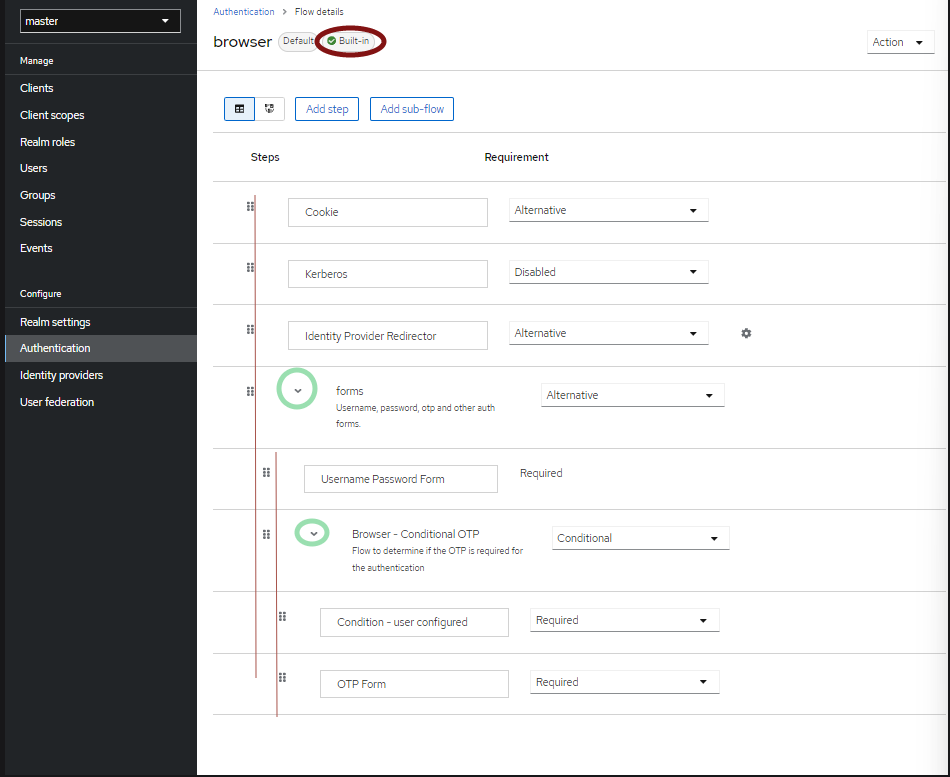 master
Manage
Clients
Client scopes
Realm roles
Users
Groups
Sessions
Events
Configure
Realm settings
Authentication
Identity providers
User federation
Authentication > Flow details
browser Default Built-in
Action
Add step Add sub-flow
Steps Requirement
Cookie Alternative
Kerberos Disabled
Identity Provider Redirector Alternative
forms Alternative
Username, password, otp and other auth
forms.
Username Password Form Required
Browser - Conditional OTP Conditional
Flow to determine if the OTP is required for
the authentication
Condition - user configured Required
OTP Form Required